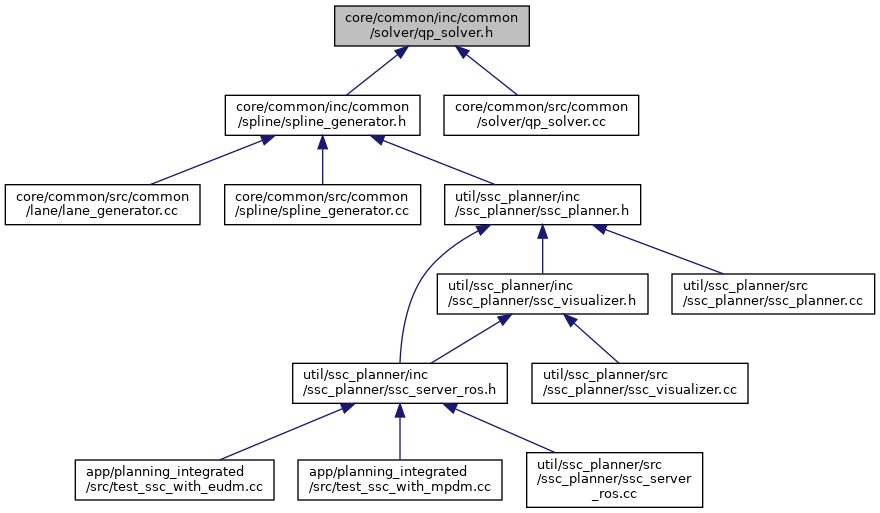 core/common/inc/common
/solver/qp_solver.h
core/common/inc/common
/spline/spline_generator.h
core/common/src/common
/solver/qp_solver.cc
core/common/src/common
/lane/lane_generator.cc
core/common/src/common
/spline/spline_generator.cc
util/ssc_planner/inc
/ssc_planner/ssc_planner.h
util/ssc_planner/inc
/ssc_planner/ssc_visualizer.h
util/ssc_planner/src
/ssc_planner/ssc_planner.cc
util/ssc_planner/inc
/ssc_planner/ssc_server_ros.h
util/ssc_planner/src
/ssc_planner/ssc_visualizer.cc
app/planning_integrated
/src/test_ssc_with_eudm.cc
app/planning_integrated
/src/test_ssc_with_mpdm.cc
util/ssc_planner/src
/ssc_planner/ssc_server
_ros.cc